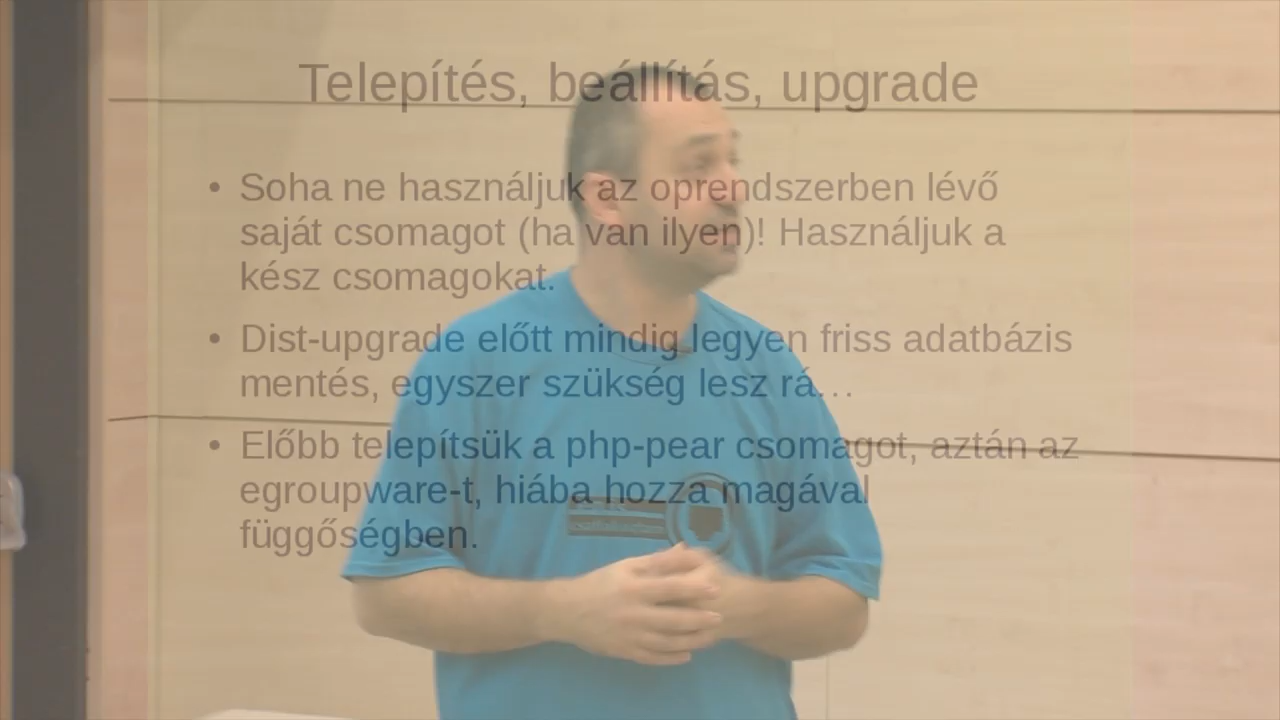 Telepítés, beállítás, upgrade
• Soha ne használjuk az oprendszerben lévő
saját csomagot (ha van ilyen)! Használjuk a
kész csomagokat.
• Dist-upgrade előtt mindig legyen friss adatbázis
mentés, egyszer szükség lesz rá…
• Előbb telepítsük a php-pear csomagot, aztán az
egroupware-t, hiába hozza magával
függőségben.